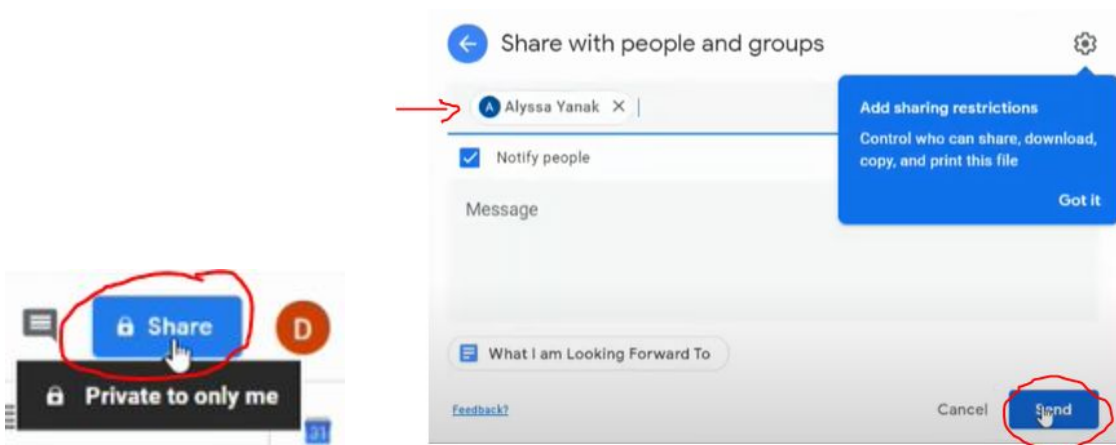 Share
D
Private to only me
31
Share with people and groups
A Alyssa Yanak
Notify people
Message
Add sharing restrictions
Control who can share, download,
copy, and print this file
Got it
What I am Looking Forward To
Feedback?
Cancel
Send